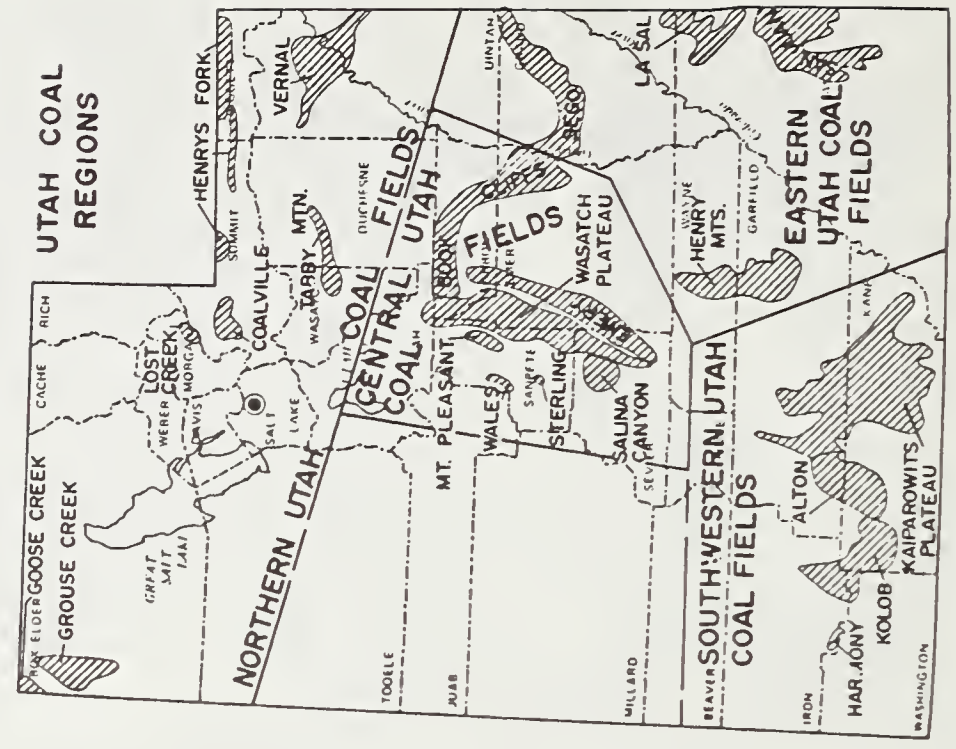 UTAH COAL
REGIONS
HENRYS FORK
SUMMIT
VERNAL
CACHE
RICH
BOX ELDER
GOOSE CREEK
GROUSE CREEK
LOST
CREEK
MORGAN
WEBER
DAVIS
COALVILLE
TABBY MTN.
DUCHESNE
UINTAH
SALT
LAKE
GREAT
SALT
LAKE
NORTHERN UTAH COAL FIELDS
CENTRAL UTAH
COAL FIELDS
BOOK CLIFFS
SEGO
LA SAL
TOOELE
JUAB
MT. PLEASANT
WALES
SANPETE
STERLING
WASATCH
PLATEAU
EMERY
SALINA
CANYON
SEVIER
MILLARD
WAYNE
HENRY
MTS.
GARFIELD
EASTERN
UTAH COAL
FIELDS
BEAVER
SOUTHWESTERN UTAH
COAL FIELDS
IRON
ALTON
HARMONY
KOLOB
KAIPAROWITS
PLATEAU
WASHINGTON